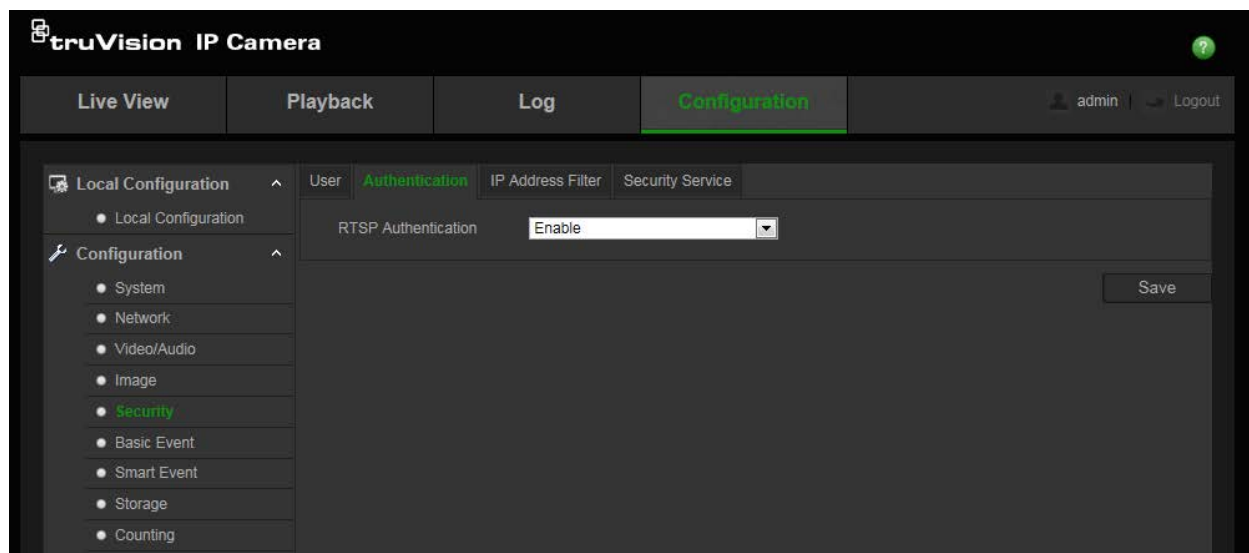 truVision IP Camera
?
Live View Playback Log Configuration admin | Logout
Local Configuration
Local Configuration
Configuration
System
Network
Video/Audio
Image
Security
Basic Event
Smart Event
Storage
Counting
User Authentication IP Address Filter Security Service
RTSP Authentication Enable
Save